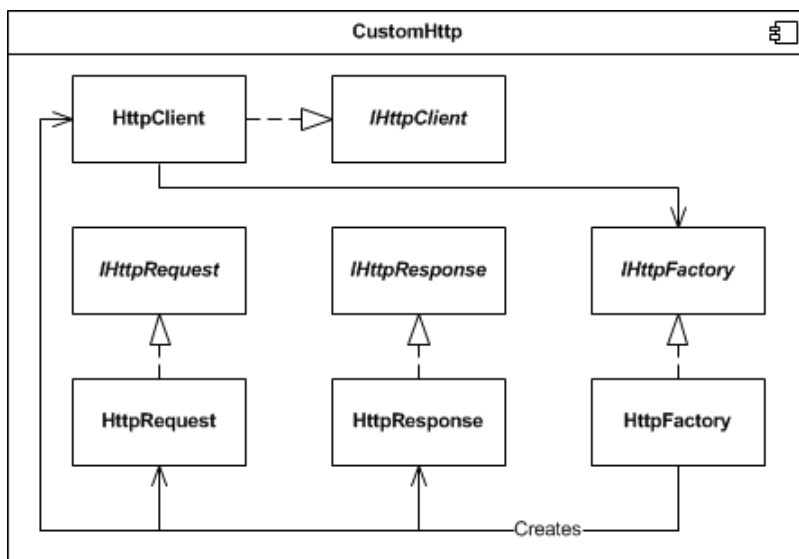 CustomHttp
HttpClient
IHttpClient
IHttpRequest
IHttpResponse
IHttpFactory
HttpRequest
HttpResponse
HttpFactory
Creates